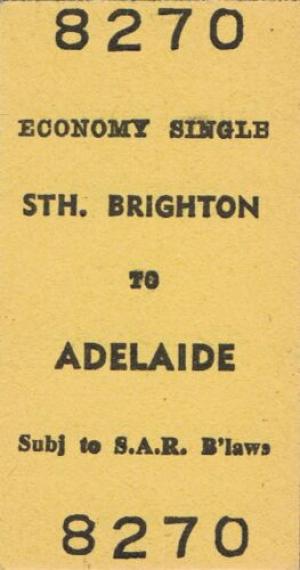 8270
ECONOMY SINGLE
STH. BRIGHTON
TO
ADELAIDE
Subj to S.A.R. B'laws
8270